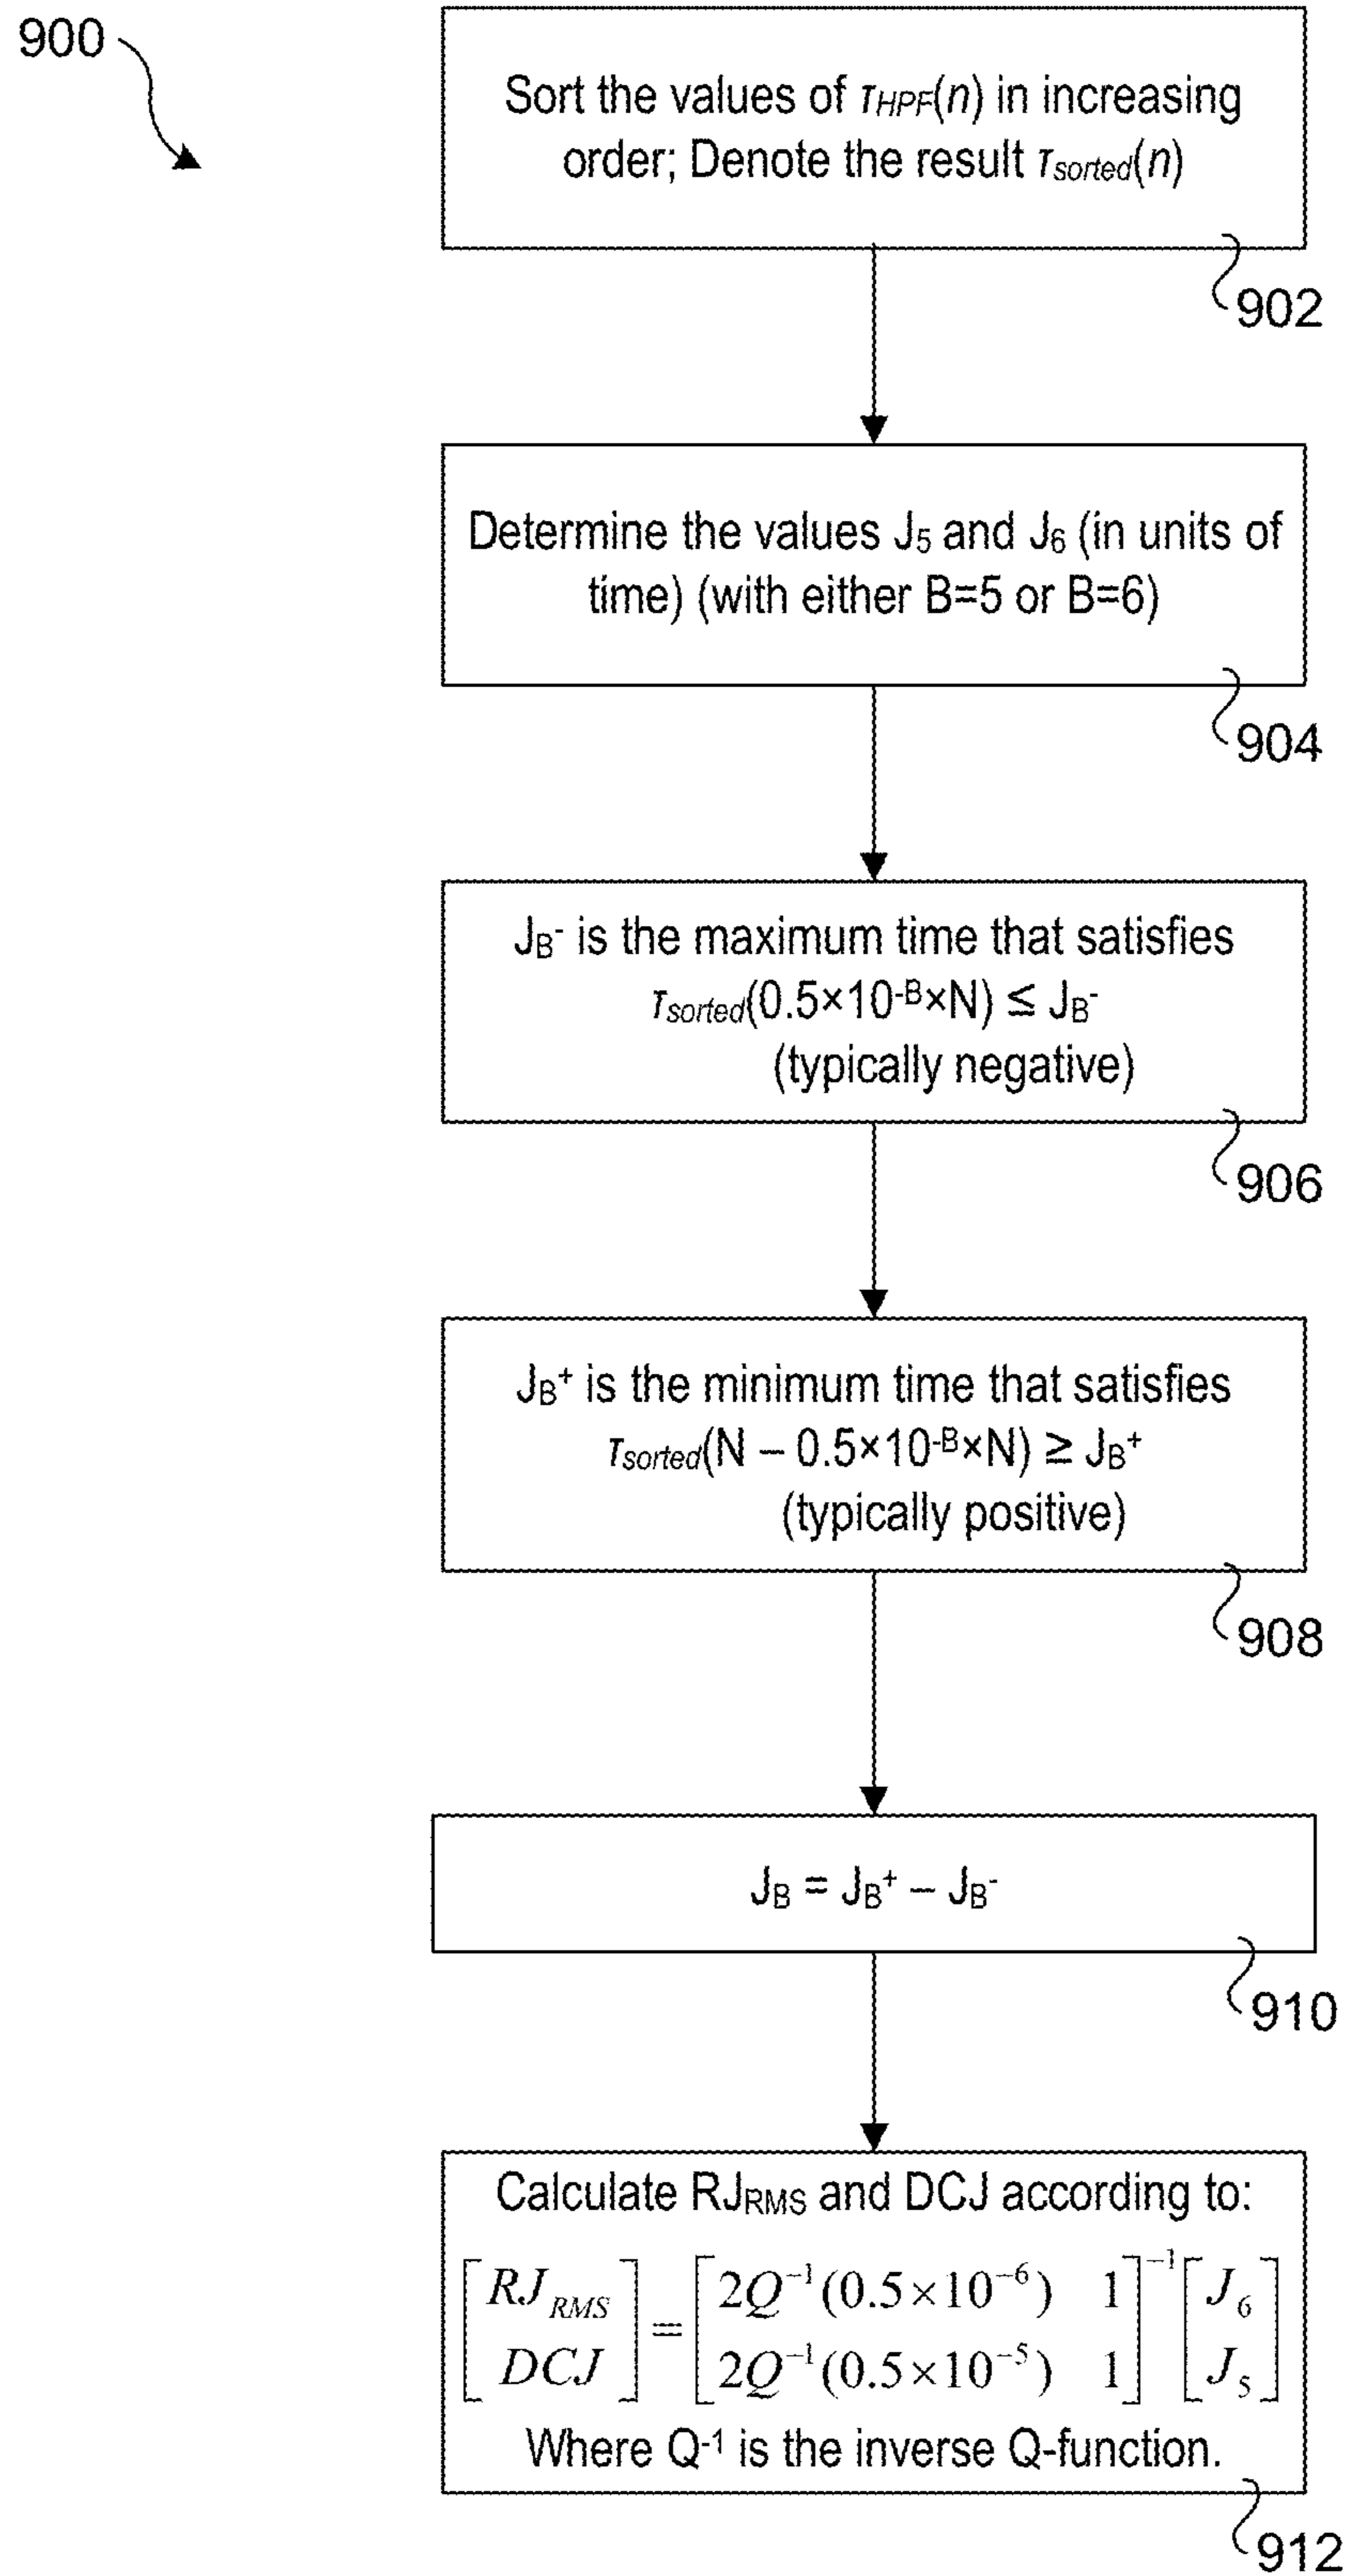 900
Sort the values of τHPF(n) in increasing
order; Denote the result τsorted(n)
902
Determine the values J5 and J6 (in units of
time) (with either B=5 or B=6)
904
JB- is the maximum time that satisfies
τsorted(0.5×10-B×N) ≤ JB-
(typically negative)
906
JB+ is the minimum time that satisfies
τsorted(N – 0.5×10-B×N) ≥ JB+
(typically positive)
908
JB = JB+ – JB-
910
Calculate RJRMS and DCJ according to:
[RJRMS] = [2Q−1(0.5×10−6) 1]−1 [J6]
[DCJ] [2Q−1(0.5×10−5) 1] [J5]
Where Q-1 is the inverse Q-function.
912